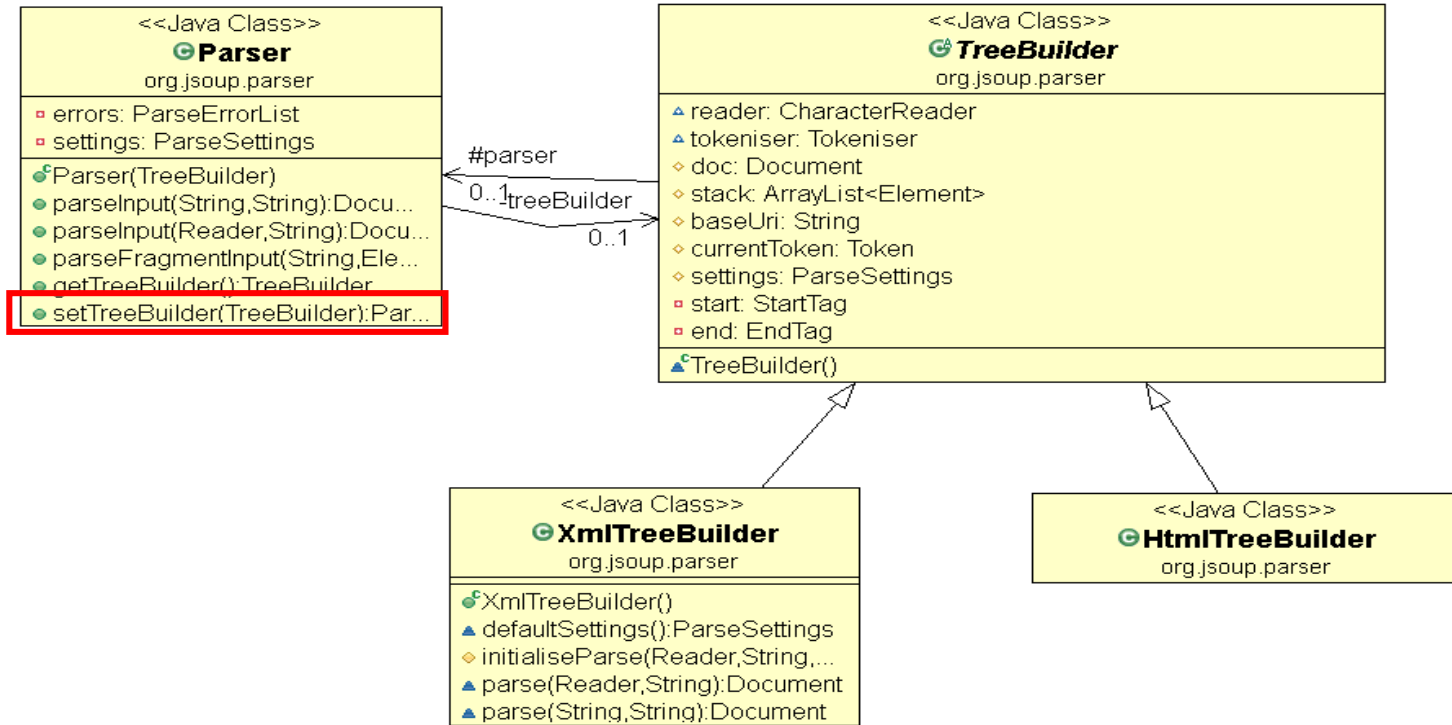 <<Java Class>>
Parser
org.jsoup.parser
errors: ParseErrorList
settings: ParseSettings
Parser(TreeBuilder)
parseInput(String,String):Docu...
parseInput(Reader,String):Docu...
parseFragmentInput(String,Ele...
getTreeBuilder():TreeBuilder
setTreeBuilder(TreeBuilder):Par...
#parser
0..1
treeBuilder
0..1
<<Java Class>>
TreeBuilder
org.jsoup.parser
reader: CharacterReader
tokeniser: Tokeniser
doc: Document
stack: ArrayList<Element>
baseUri: String
currentToken: Token
settings: ParseSettings
start: StartTag
end: EndTag
TreeBuilder()
<<Java Class>>
XmlTreeBuilder
org.jsoup.parser
XmlTreeBuilder()
defaultSettings():ParseSettings
initialiseParse(Reader,String,...
parse(Reader,String):Document
parse(String,String):Document
<<Java Class>>
HtmlTreeBuilder
org.jsoup.parser